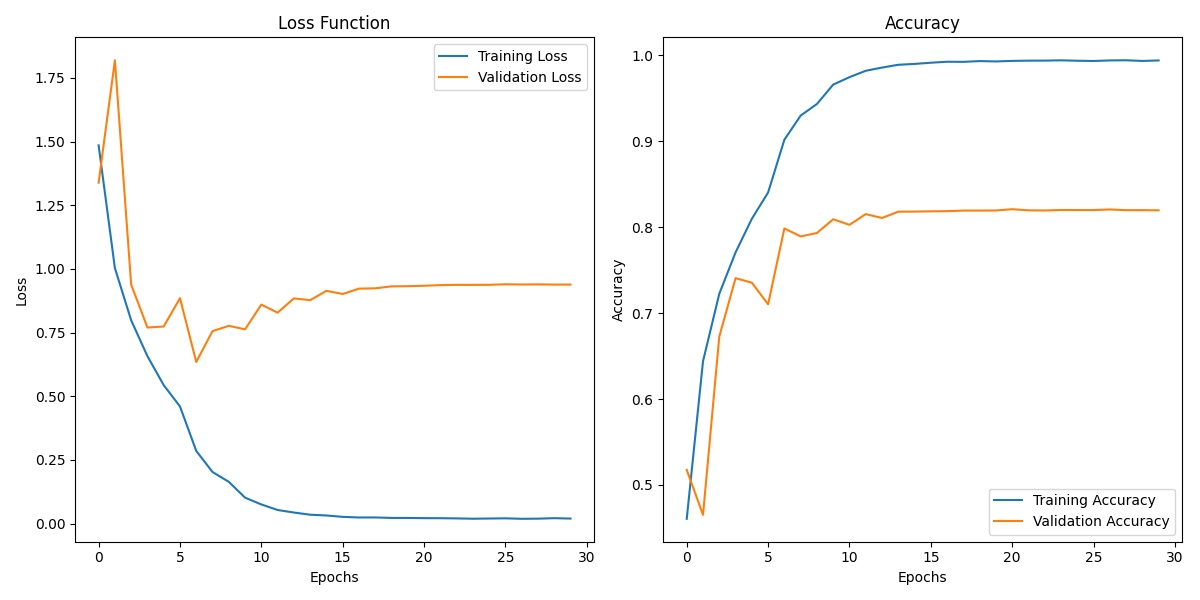 Loss Function
Training Loss
Validation Loss
1.75
1.50
1.25
1.00
0.75
0.50
0.25
0.00
Loss
0 5 10 15 20 25 30
Epochs
Accuracy
1.0
0.9
0.8
0.7
0.6
0.5
Accuracy
Training Accuracy
Validation Accuracy
0 5 10 15 20 25 30
Epochs